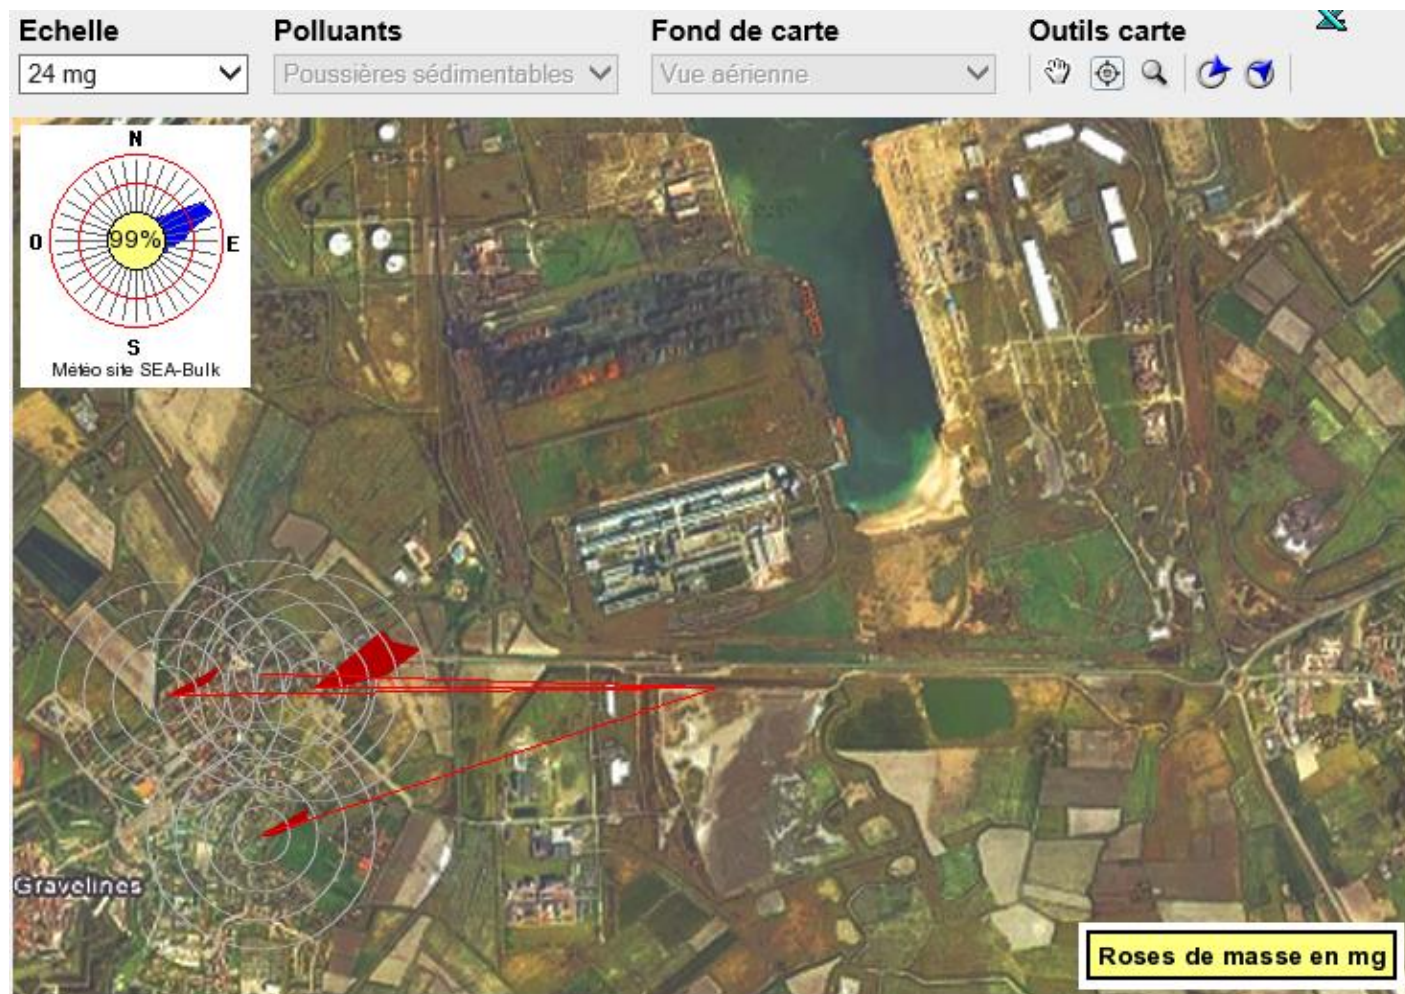 Echelle Polluants Fond de carte Outils carte
24 mg Poussières sédimentables Vue aérienne
N
O 99% E
S
Météo site SEA-Bulk
Gravelines
Roses de masse en mg